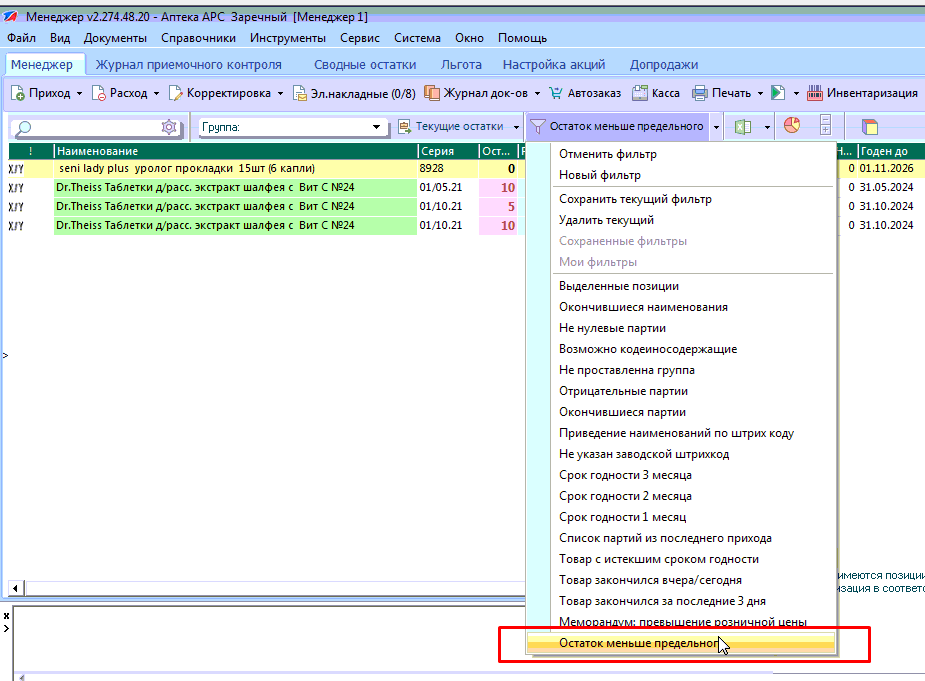 Менеджер v2.274.48.20 - Аптека АРС Заречный [Менеджер 1]
Файл Вид Документы Справочники Инструменты Сервис Система Окно Помощь
Менеджер Журнал приемочного контроля Сводные остатки Льгота Настройка акций Допродажи
Приход Расход Корректировка Эл.накладные (0/8) Журнал док-ов Автозаказ Касса Печать Инвентаризация
Группа: Текущие остатки Остаток меньше предельного
! Наименование Серия Ост... Н... Годен до
Х/Y seni lady plus уролог прокладки 15шт (6 капли) 8928 0 0 01.11.2026
Х/Y Dr.Theiss Таблетки д/расс. экстракт шалфея с Вит С №24 01/05.21 10 0 31.05.2024
Х/Y Dr.Theiss Таблетки д/расс. экстракт шалфея с Вит С №24 01/10.21 5 0 31.10.2024
Х/Y Dr.Theiss Таблетки д/расс. экстракт шалфея с Вит С №24 01/10.21 10 0 31.10.2024
Отменить фильтр
Новый фильтр
Сохранить текущий фильтр
Удалить текущий
Сохраненные фильтры
Мои фильтры
Выделенные позиции
Окончившиеся наименования
Не нулевые партии
Возможно кодеиносодержащие
Не проставленна группа
Отрицательные партии
Окончившиеся партии
Приведение наименований по штрих коду
Не указан заводской штрихкод
Срок годности 3 месяца
Срок годности 2 месяца
Срок годности 1 месяц
Список партий из последнего прихода
Товар с истекшим сроком годности
Товар закончился вчера/сегодня
Товар закончился за последние 3 дня
Меморандум: превышение розничной цены
Остаток меньше предельног
имеются позиции
изация в соответс